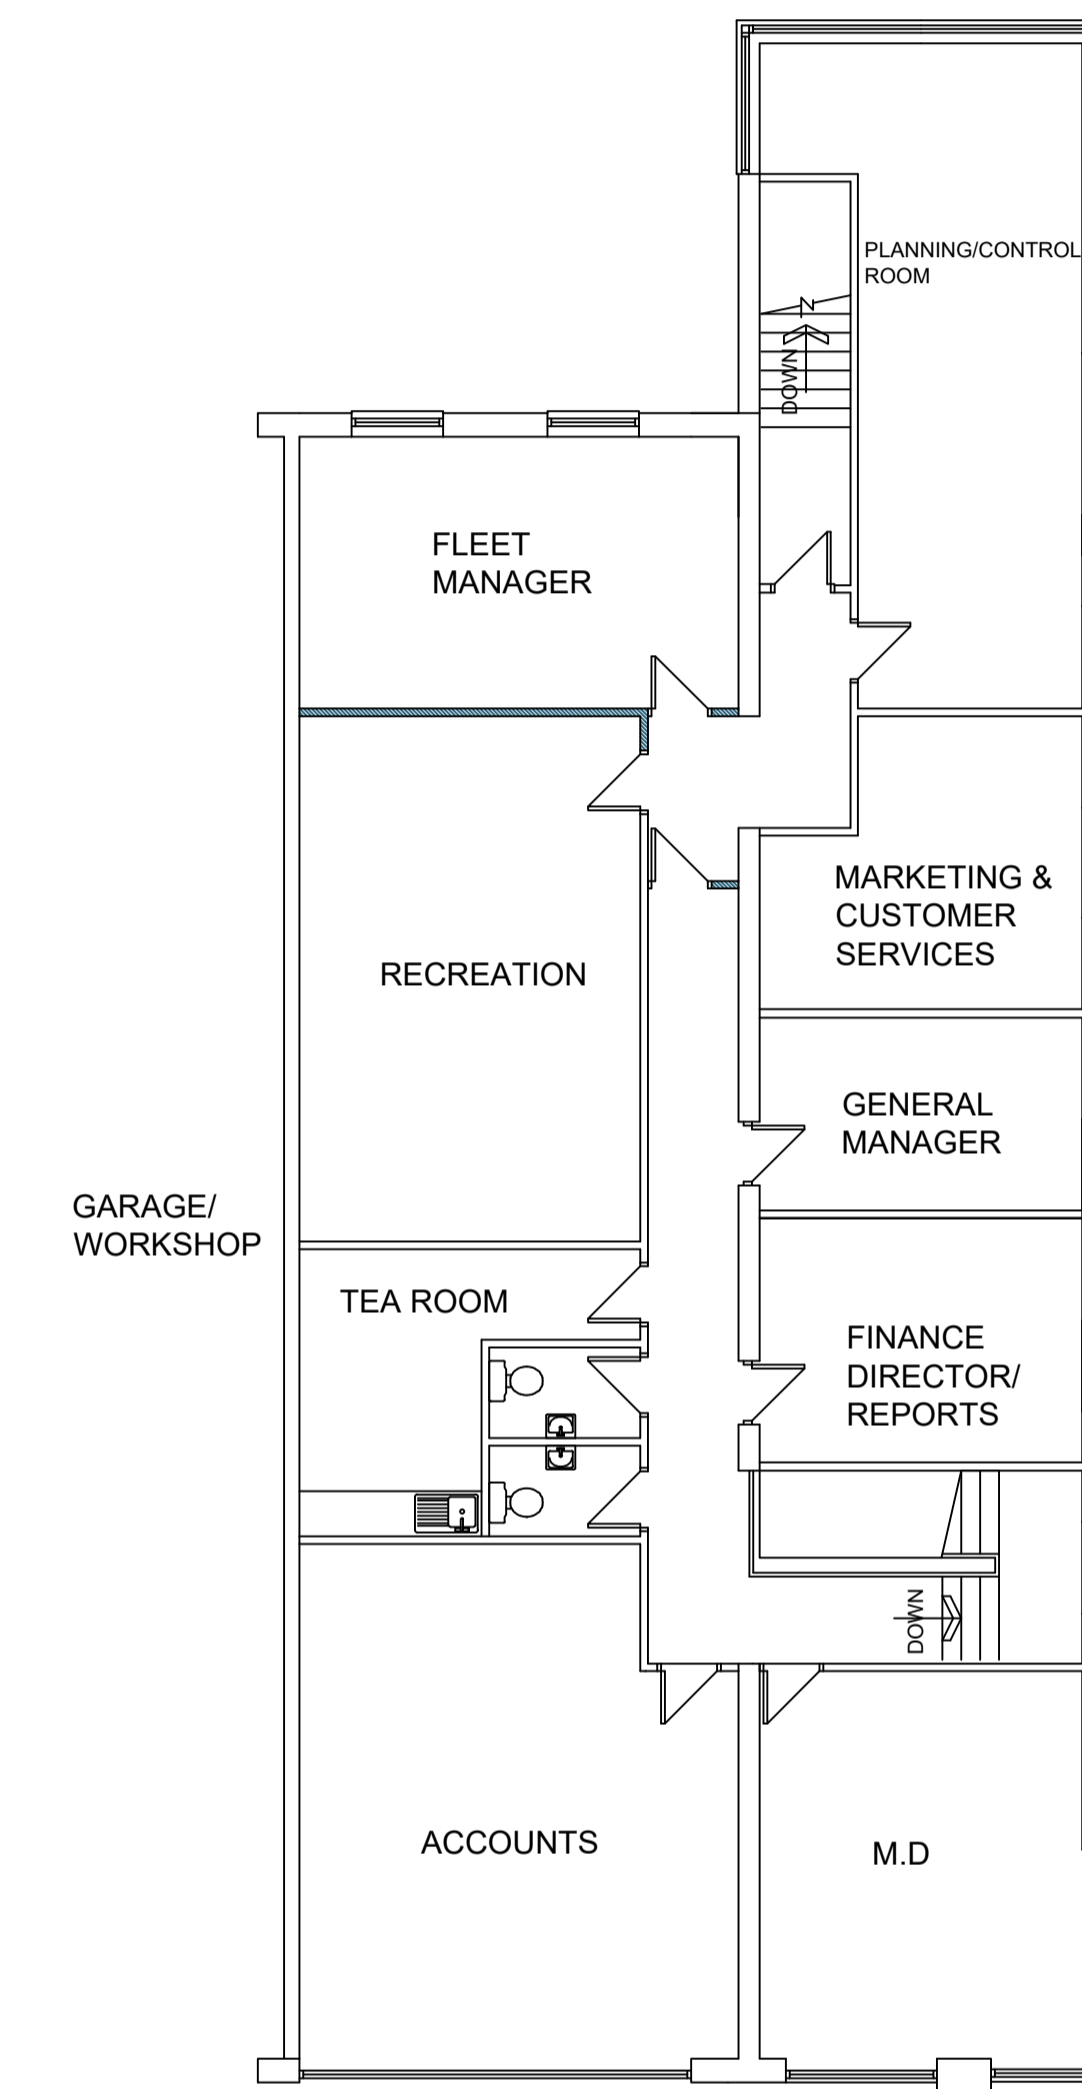 PLANNING/CONTROL
ROOM
DOWN
FLEET
MANAGER
MARKETING &
CUSTOMER
SERVICES
RECREATION
GENERAL
MANAGER
GARAGE/
WORKSHOP
TEA ROOM
FINANCE
DIRECTOR/
REPORTS
DOWN
ACCOUNTS
M.D